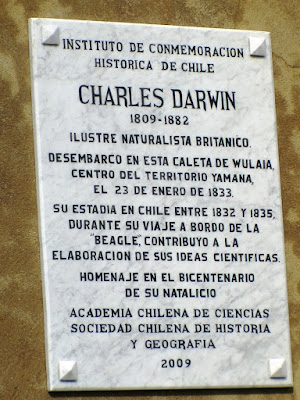 INSTITUTO DE CONMEMORACION
HISTORICA DE CHILE
CHARLES DARWIN
1809-1882
ILUSTRE NATURALISTA BRITANICO.
DESEMBARCO EN ESTA CALETA DE WULAIA,
CENTRO DEL TERRITORIO YAMANA,
EL 23 DE ENERO DE 1833.
SU ESTADIA EN CHILE ENTRE 1832 Y 1835,
DURANTE SU VIAJE A BORDO DE LA
"BEAGLE", CONTRIBUYO A LA
ELABORACION DE SUS IDEAS CIENTIFICAS.
HOMENAJE EN EL BICENTENARIO
DE SU NATALICIO
ACADEMIA CHILENA DE CIENCIAS
SOCIEDAD CHILENA DE HISTORIA
Y GEOGRAFIA
2009